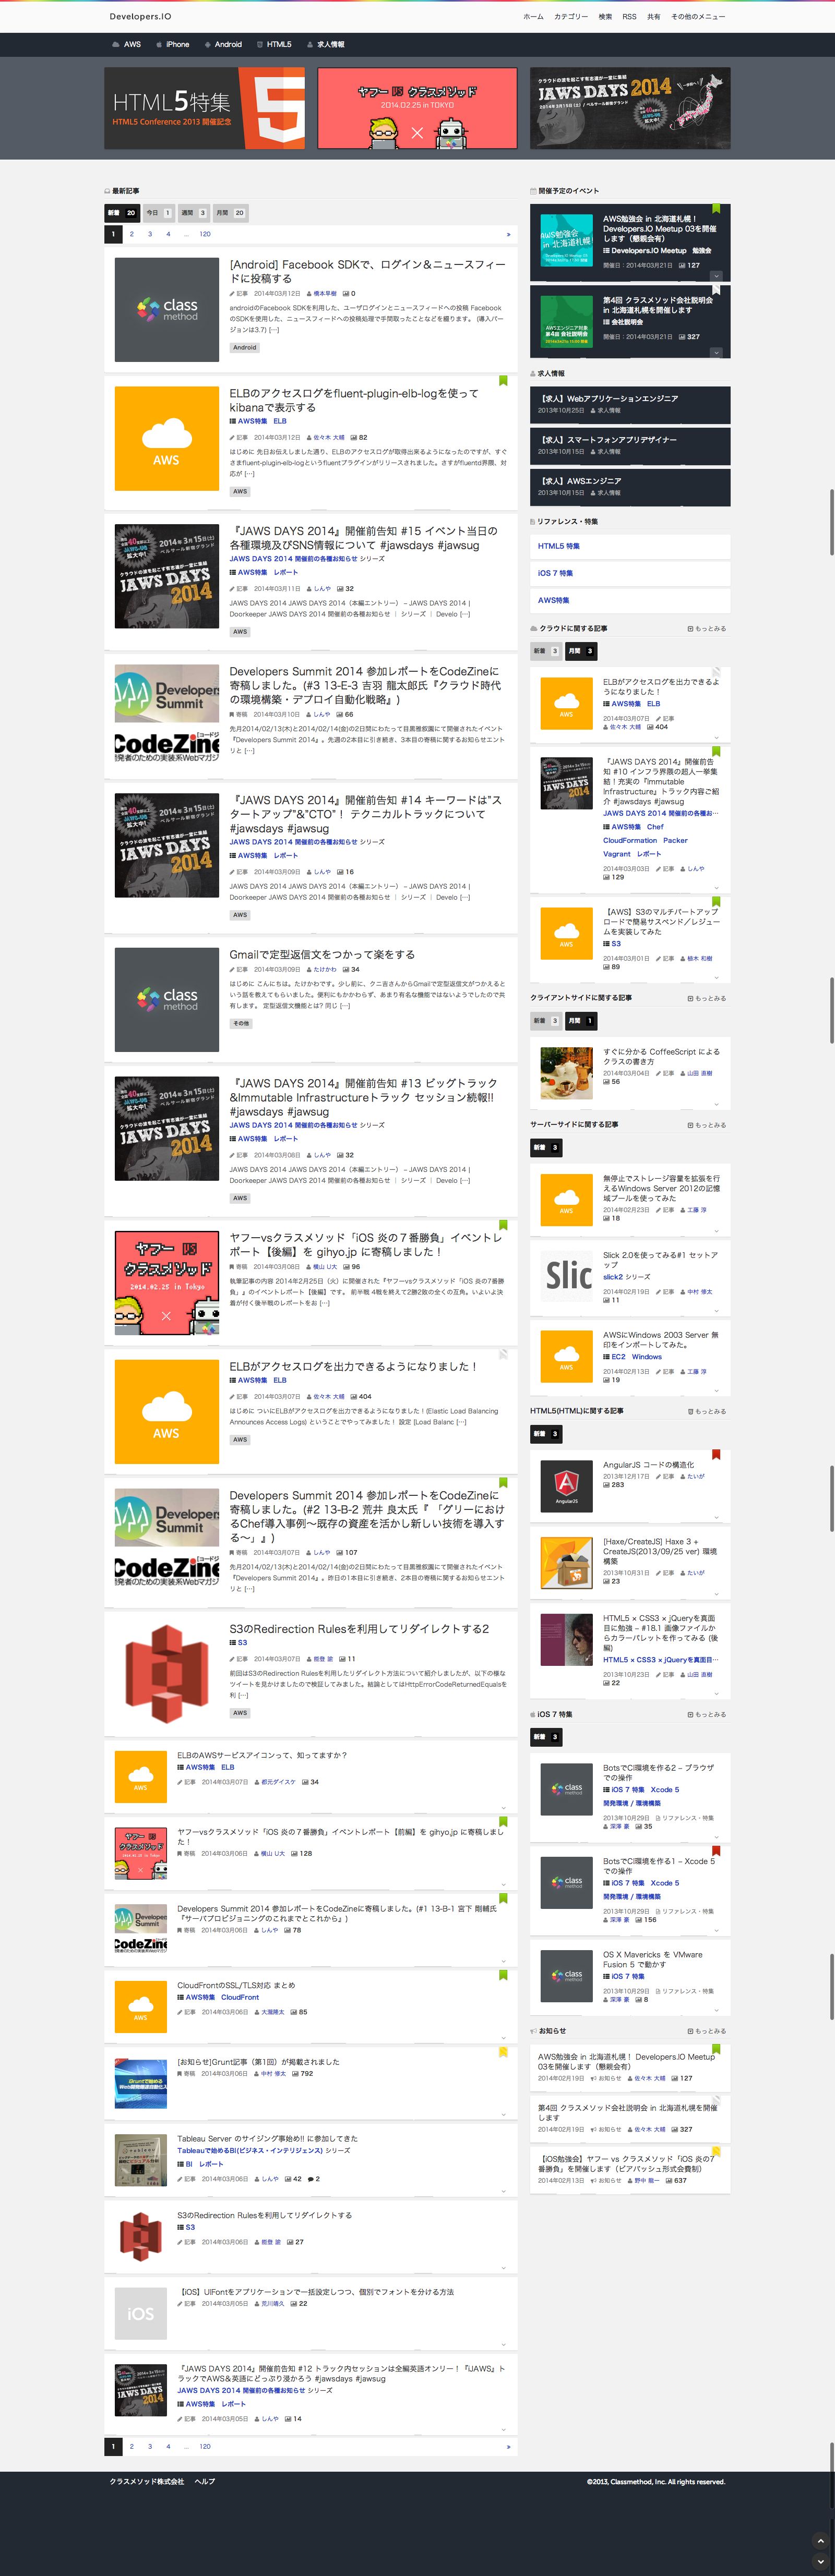 Developers.IO
ホーム カテゴリー 検索 RSS 共有 その他のメニュー
AWS iPhone Android HTML5 求人情報
HTML5特集
HTML5 Conference 2013 開催記念
ヤフー VS クラスメソッド
2014.02.25 in TOKYO
クラウドの波を起こす有志達が一堂に集結
JAWS DAYS 2014
拡大中!
最新記事
新着 20 今日 1 週間 3 月間 20
1 2 3 4 ... 120 »
class method
[Android] Facebook SDKで、ログイン＆ニュースフィードに投稿する
記事 2014年03月12日 橋本早樹 0
androidのFacebook SDKを利用した、ユーザログインとニュースフィードへの投稿 Facebook
のSDKを使用した、ニュースフィードへの投稿処理で手間取ったことなどを綴ります。 (導入バー
ジョンは3.7) […]
Android
AWS
ELBのアクセスログをfluent-plugin-elb-logを使って
kibanaで表示する
AWS特集 ELB
記事 2014年03月12日 佐々木 大輔 82
はじめに 先日お伝えしました通り、ELBのアクセスログが取得出来るようになったのですが、すぐ
さまfluent-plugin-elb-logというfluentプラグインがリリースされました。さすがfluentd界隈、対
応が […]
AWS
『JAWS DAYS 2014』開催前告知 #15 イベント当日の
各種環境及びSNS情報について #jawsdays #jawsug
JAWS DAYS 2014 開催前の各種お知らせ シリーズ
AWS特集 レポート
記事 2014年03月11日 しんや 32
JAWS DAYS 2014 JAWS DAYS 2014（本編エントリー） – JAWS DAYS 2014 |
Doorkeeper JAWS DAYS 2014 開催前の各種お知らせ ｜ シリーズ ｜ Develo […]
AWS
Developers Summit 2014 参加レポートをCodeZineに
寄稿しました。(#3 13-E-3 吉羽 龍太郎氏『クラウド時代
の環境構築・デプロイ自動化戦略』)
寄稿 2014年03月10日 しんや 66
先月2014/02/13(木)と2014/02/14(金)の2日間にわたって目黒雅叙園にて開催されたイベント
『Developers Summit 2014』。先週の2本目に引き続き、3本目の寄稿に関するお知らせエント
リと […]
『JAWS DAYS 2014』開催前告知 #14 キーワードは"ス
タートアップ"&"CTO"！ テクニカルトラックについて
#jawsdays #jawsug
JAWS DAYS 2014 開催前の各種お知らせ シリーズ
AWS特集 レポート
記事 2014年03月09日 しんや 16
JAWS DAYS 2014 JAWS DAYS 2014（本編エントリー） – JAWS DAYS 2014 |
Doorkeeper JAWS DAYS 2014 開催前の各種お知らせ ｜ シリーズ ｜ Develo […]
AWS
Gmailで定型返信文をつかって楽をする
記事 2014年03月09日 たけかわ 34
はじめに こんにちは。たけかわです。少し前に、クニ吉さんからGmailで定型返信文がつかえると
いう話を教えてもらいました。便利にもかかわらず、あまり有名な機能ではないようでしたので共
有します。 定型返信文機能とは? 同じ […]
その他
『JAWS DAYS 2014』開催前告知 #13 ビッグトラック
&Immutable Infrastructureトラック セッション続報!!
#jawsdays #jawsug
JAWS DAYS 2014 開催前の各種お知らせ シリーズ
AWS特集 レポート
記事 2014年03月08日 しんや 32
JAWS DAYS 2014 JAWS DAYS 2014（本編エントリー） – JAWS DAYS 2014 |
Doorkeeper JAWS DAYS 2014 開催前の各種お知らせ ｜ シリーズ ｜ Develo […]
AWS
ヤフーvsクラスメソッド「iOS 炎の７番勝負」イベントレ
ポート【後編】を gihyo.jp に寄稿しました！
寄稿 2014年03月08日 横山 U太 96
執筆記事の内容 2014年2月25日（火）に開催された『ヤフーvsクラスメソッド「iOS 炎の7番勝
負」』のイベントレポート【後編】です。 前半戦 4戦を終えて2勝2敗の全くの互角。いよいよ決
着が付く後半戦のレポートをお […]
ELBがアクセスログを出力できるようになりました！
AWS特集 ELB
記事 2014年03月07日 佐々木 大輔 404
はじめに ついにELBがアクセスログを出力できるようになりました！(Elastic Load Balancing
Announces Access Logs) ということでやってみました！ 設定 [Load Balanc […]
AWS
Developers Summit 2014 参加レポートをCodeZineに
寄稿しました。(#2 13-B-2 荒井 良太氏『 「グリーにおけ
るChef導入事例～既存の資産を活かし新しい技術を導入す
る～」』)
寄稿 2014年03月07日 しんや 107
先月2014/02/13(木)と2014/02/14(金)の2日間にわたって目黒雅叙園にて開催されたイベント
『Developers Summit 2014』。昨日の1本目に引き続き、2本目の寄稿に関するお知らせエント
リと […]
S3のRedirection Rulesを利用してリダイレクトする2
S3
記事 2014年03月07日 能登 諭 11
前回はS3のRedirection Rulesを利用したリダイレクト方法について紹介しましたが、以下の様な
ツイートを見かけましたので検証してみました。結論としてはHttpErrorCodeReturnedEqualsを
利 […]
AWS
ELBのAWSサービスアイコンって、知ってますか？
AWS特集 ELB
記事 2014年03月07日 都元ダイスケ 34
ヤフーvsクラスメソッド「iOS 炎の７番勝負」イベントレポート【前編】を gihyo.jp に寄稿しまし
た！
寄稿 2014年03月06日 横山 U太 128
Developers Summit 2014 参加レポートをCodeZineに寄稿しました。(#1 13-B-1 宮下 剛輔氏
『サーバプロビジョニングのこれまでとこれから』)
寄稿 2014年03月06日 しんや 78
CloudFrontのSSL/TLS対応 まとめ
AWS特集 CloudFront
記事 2014年03月06日 大瀧隆太 85
[お知らせ]Grunt記事（第1回）が掲載されました
寄稿 2014年03月06日 中村 修太 792
Tableau Server のサイジング事始め!! に参加してきた
Tableauで始めるBI(ビジネス・インテリジェンス) シリーズ
BI レポート
記事 2014年03月06日 しんや 42 2
S3のRedirection Rulesを利用してリダイレクトする
S3
記事 2014年03月06日 能登 諭 27
iOS
【iOS】UIFontをアプリケーションで一括設定しつつ、個別でフォントを分ける方法
記事 2014年03月05日 荒川靖久 22
『JAWS DAYS 2014』開催前告知 #12 トラック内セッションは全編英語オンリー！『IJAWS』ト
ラックでAWS＆英語にどっぷり浸かろう #jawsdays #jawsug
JAWS DAYS 2014 開催前の各種お知らせ シリーズ
AWS特集 レポート
記事 2014年03月05日 しんや 14
1 2 3 4 ... 120 »
開催予定のイベント
AWS勉強会 in 北海道札幌！
Developers.IO Meetup 03を開催
します（懇親会有）
Developers.IO Meetup 勉強会
開催日：2014年03月21日 127
第4回 クラスメソッド会社説明会
in 北海道を開催します
会社説明会
開催日：2014年03月21日 327
求人情報
【求人】Webアプリケーションエンジニア
2013年10月25日 求人情報
【求人】スマートフォンアプリデザイナー
2013年10月15日 求人情報
【求人】AWSエンジニア
2013年10月15日 求人情報
リファレンス・特集
HTML5 特集
iOS 7 特集
AWS特集
クラウドに関する記事 もっとみる
新着 3 月間 3
ELBがアクセスログを出力できるよ
うになりました！
AWS特集 ELB
2014年03月07日 記事
佐々木 大輔 404
『JAWS DAYS 2014』開催前告
知 #10 インフラ界隈の超人一挙集
結！充実の『Immutable
Infrastructure』トラック内容ご紹
介 #jawsdays #jawsug
JAWS DAYS 2014 開催前の各種お…
AWS特集 Chef
CloudFormation Packer
Vagrant レポート
2014年03月03日 記事 しんや
129
【AWS】S3のマルチパートアップ
ロードで簡易サスペンド／レジュー
ムを実装してみた
S3
2014年03月01日 記事 植木 和樹
89
クライアントサイドに関する記事 もっとみる
新着 3 月間 1
すぐに分かる CoffeeScript による
クラスの書き方
2014年03月04日 記事 山田 直樹
56
サーバーサイドに関する記事 もっとみる
新着 3
無停止でストレージ容量を拡張を行
えるWindows Server 2012の記憶
域プールを使ってみた
2014年02月23日 記事 工藤 淳
18
Slick 2.0を使ってみる#1 セットア
ップ
slick2 シリーズ
2014年02月19日 記事 中村 修太
11
AWSにWindows 2003 Server 無
印をインポートしてみた。
EC2 Windows
2014年02月13日 記事 工藤 淳
19
HTML5(HTML)に関する記事 もっとみる
新着 3
AngularJS コードの構造化
2013年12月17日 記事 たいが
283
[Haxe/CreateJS] Haxe 3 +
CreateJS(2013/09/25 ver) 環境
構築
2013年10月31日 記事 たいが
23
HTML5 × CSS3 × jQueryを真面
目に勉強 – #18.1 画像ファイルか
らカラーパレットを作ってみる (後
編)
HTML5 × CSS3 × jQueryを真面目…
2013年10月23日 記事 山田 直樹
22
iOS 7 特集 もっとみる
新着 3
BotsでCI環境を作る2 – ブラウザ
での操作
iOS 7 特集 Xcode 5
開発環境 / 環境構築
2013年10月29日 リファレンス・特集
深澤 豪 35
BotsでCI環境を作る1 – Xcode 5
での操作
iOS 7 特集 Xcode 5
開発環境 / 環境構築
2013年10月29日 リファレンス・特集
深澤 豪 156
OS X Mavericks を VMware
Fusion 5 で動かす
iOS 7 特集
2013年10月29日 リファレンス・特集
深澤 豪 8
お知らせ もっとみる
AWS勉強会 in 北海道札幌！ Developers.IO Meetup
03を開催します（懇親会有）
2014年02月19日 お知らせ 佐々木 大輔 127
第4回 クラスメソッド会社説明会 in 北海道を開催
します
2014年02月19日 お知らせ 佐々木 大輔 327
【iOS勉強会】ヤフー vs クラスメソッド「iOS 炎の7
番勝負」を開催します（ビアバッシュ形式会費制）
2014年02月13日 お知らせ 野中 龍一 637
クラスメソッド株式会社 ヘルプ
©2013, Classmethod, Inc. All rights reserved.